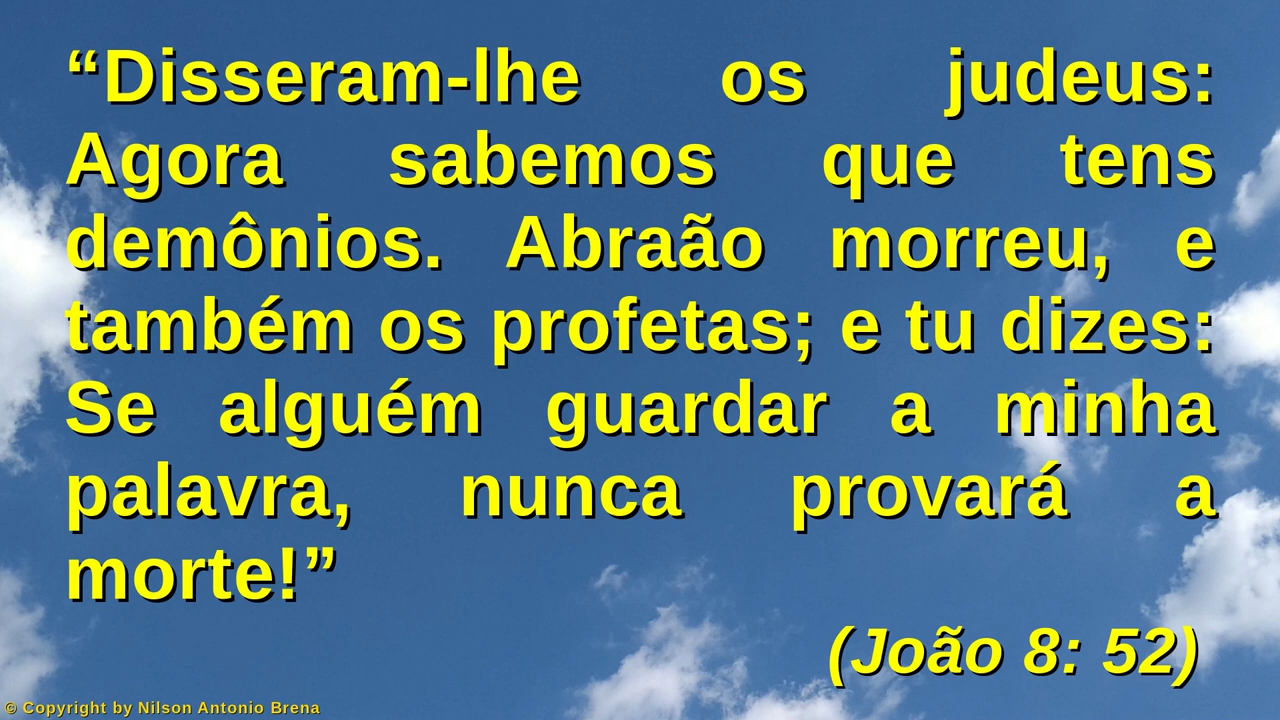 “Disseram-lhe os judeus:
Agora sabemos que tens
demônios. Abraão morreu, e
também os profetas; e tu dizes:
Se alguém guardar a minha
palavra, nunca provará a
morte!”
(João 8: 52)
© Copyright by Nilson Antonio Brena